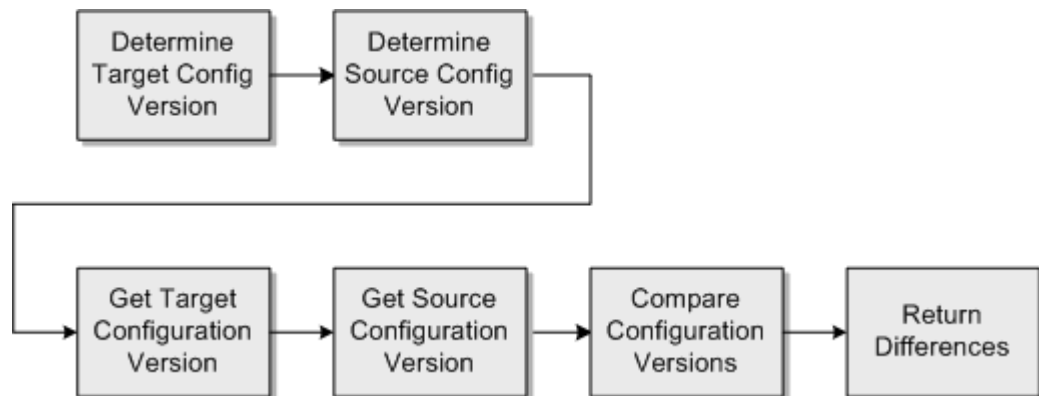 Determine
Target Config
Version
Determine
Source Config
Version
Get Target
Configuration
Version
Get Source
Configuration
Version
Compare
Configuration
Versions
Return
Differences